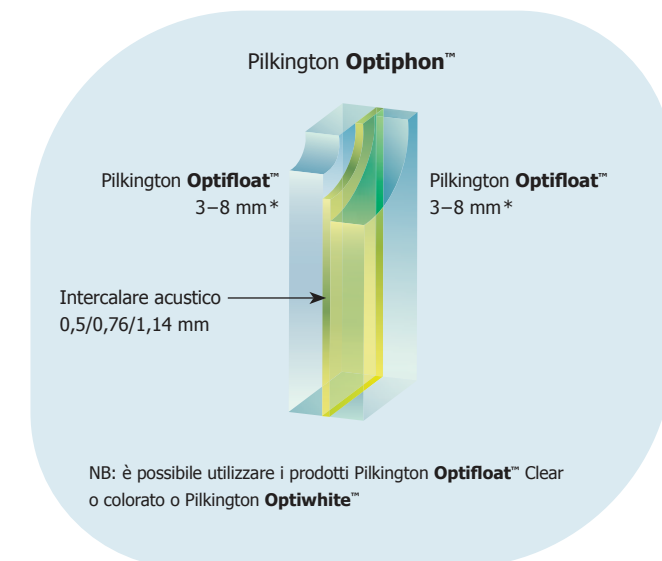 Pilkington Optiphon™
Pilkington Optifloat™
3–8 mm*
Pilkington Optifloat™
3–8 mm*
Intercalare acustico
0,5/0,76/1,14 mm
NB: è possibile utilizzare i prodotti Pilkington Optifloat™ Clear
o colorato o Pilkington Optiwhite™